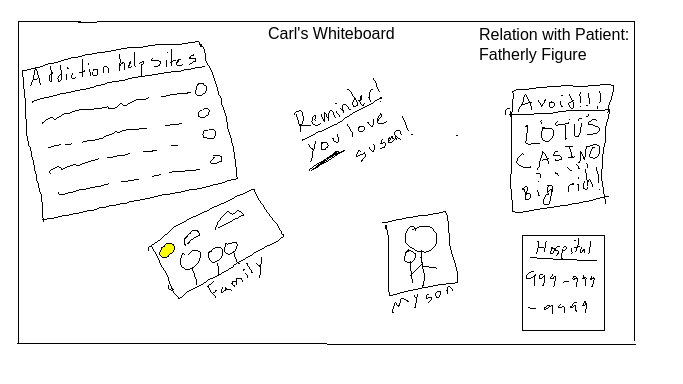 Carl's Whiteboard
Relation with Patient:
Fatherly Figure
Addiction help sites
Reminder!
you love
susan!
Avoid!!!
LOTUS
CASINO
Big rich!!
Family
My son
Hospital
999-999
-9999